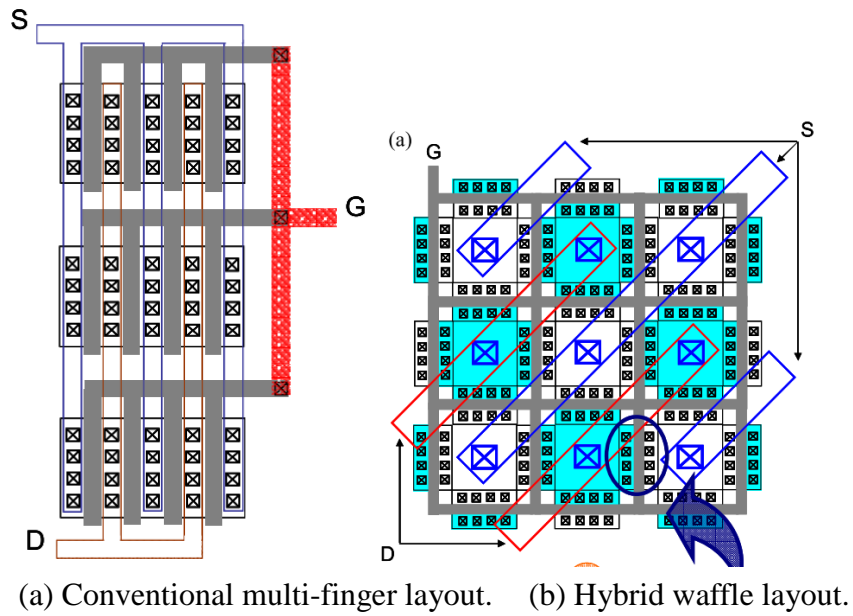 S
G
D
(a)
S
G
D
(a) Conventional multi-finger layout. (b) Hybrid waffle layout.